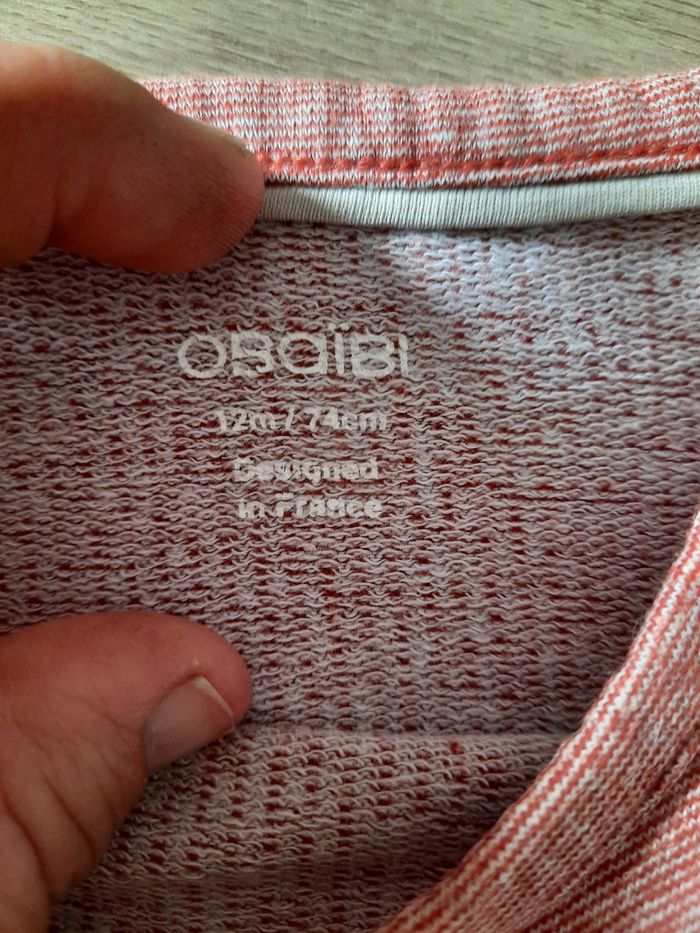 OBAIBI
12m / 74cm
Designed
in France